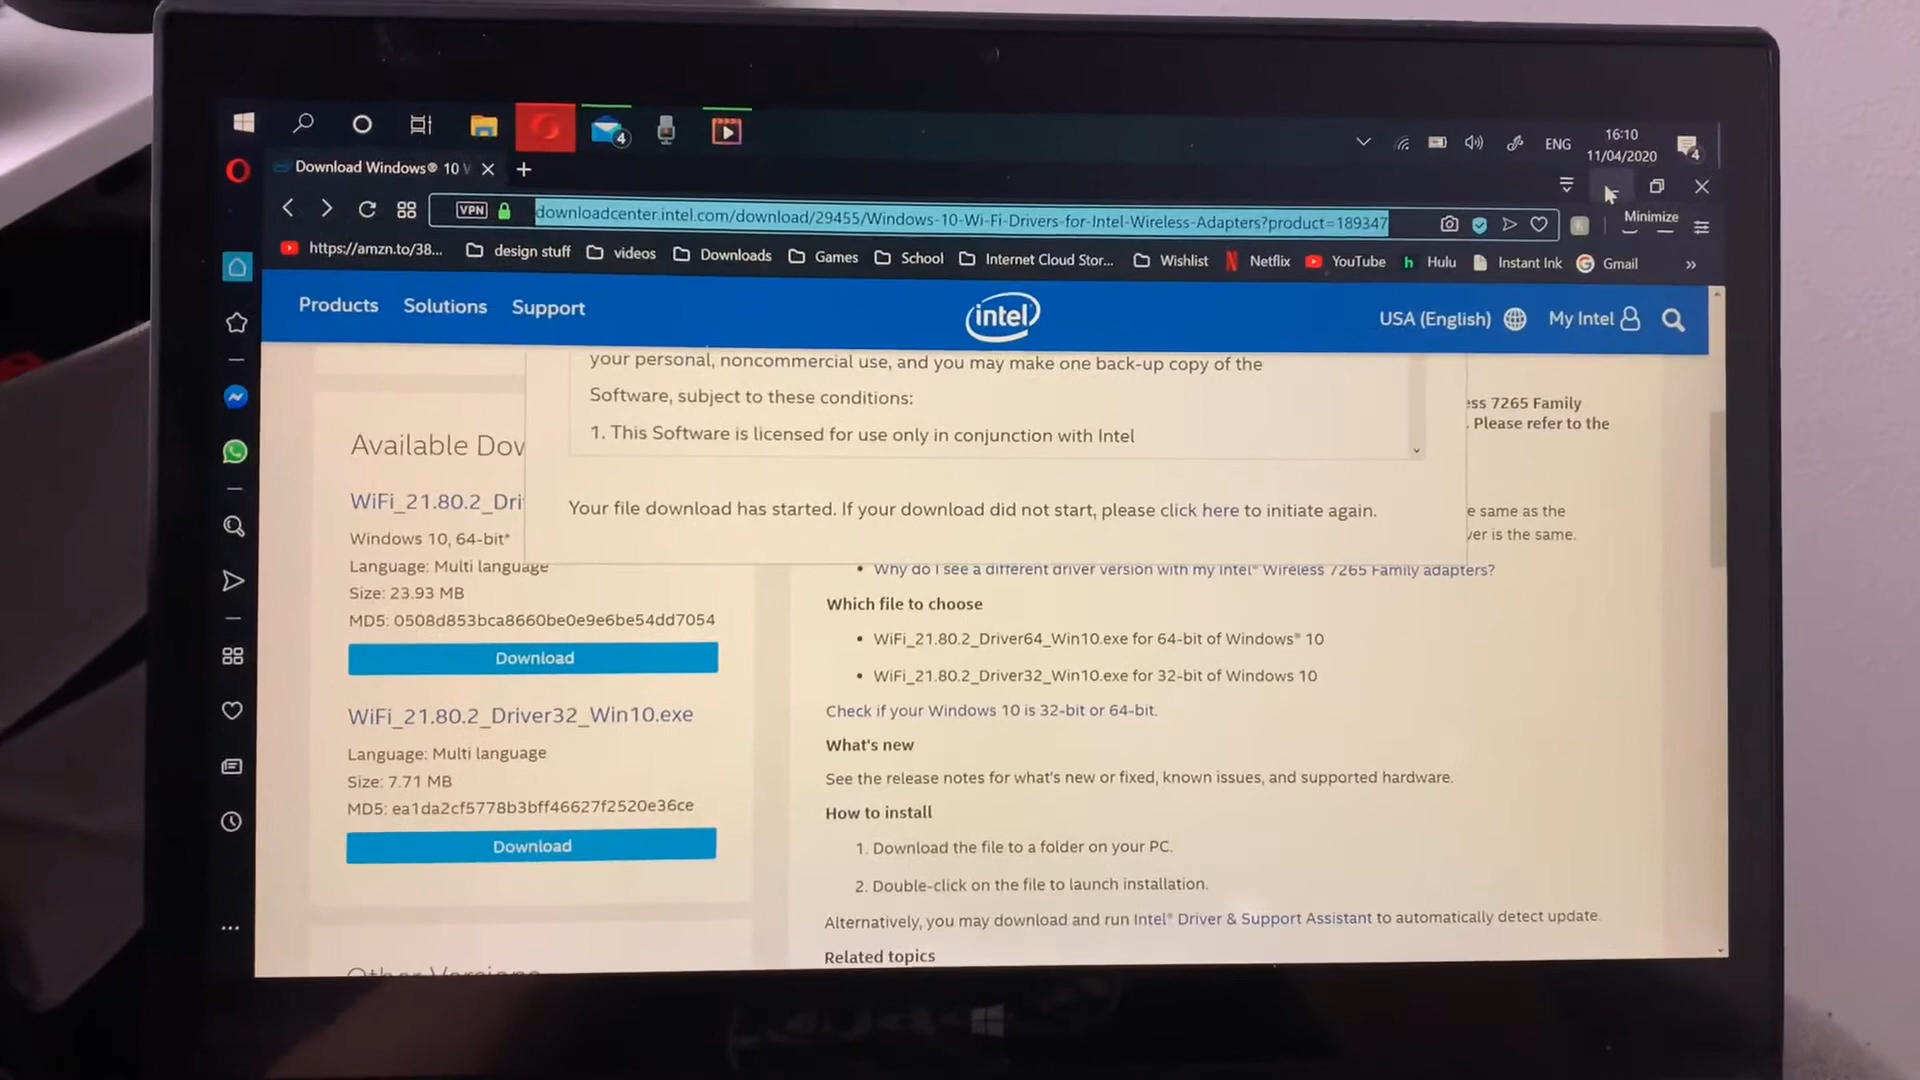 4
ENG
16:10
11/04/2020
4
Download Windows® 10
VPN
downloadcenter.intel.com/download/29455/Windows-10-Wi-Fi-Drivers-for-Intel-Wireless-Adapters?product=189347
Minimize
https://amzn.to/38...
design stuff
videos
Downloads
Games
School
Internet Cloud Stor...
Wishlist
Netflix
YouTube
h Hulu
Instant Ink
Gmail
»
Products
Solutions
Support
intel
USA (English)
My Intel
your personal, noncommercial use, and you may make one back-up copy of the
Software, subject to these conditions:
1. This Software is licensed for use only in conjunction with Intel
Your file download has started. If your download did not start, please click here to initiate again.
Available Dow
WiFi_21.80.2_Dri
Windows 10, 64-bit*
Language: Multi language
Size: 23.93 MB
MD5: 0508d853bca8660be0e9e6be54dd7054
Download
WiFi_21.80.2_Driver32_Win10.exe
Language: Multi language
Size: 7.71 MB
MD5: ea1da2cf5778b3bff46627f2520e36ce
Download
Other Versions
ess 7265 Family
. Please refer to the
e same as the
ver is the same.
• Why do I see a different driver version with my Intel® Wireless 7265 Family adapters?
Which file to choose
• WiFi_21.80.2_Driver64_Win10.exe for 64-bit of Windows* 10
• WiFi_21.80.2_Driver32_Win10.exe for 32-bit of Windows 10
Check if your Windows 10 is 32-bit or 64-bit.
What's new
See the release notes for what's new or fixed, known issues, and supported hardware.
How to install
1. Download the file to a folder on your PC.
2. Double-click on the file to launch installation.
Alternatively, you may download and run Intel® Driver & Support Assistant to automatically detect update.
Related topics